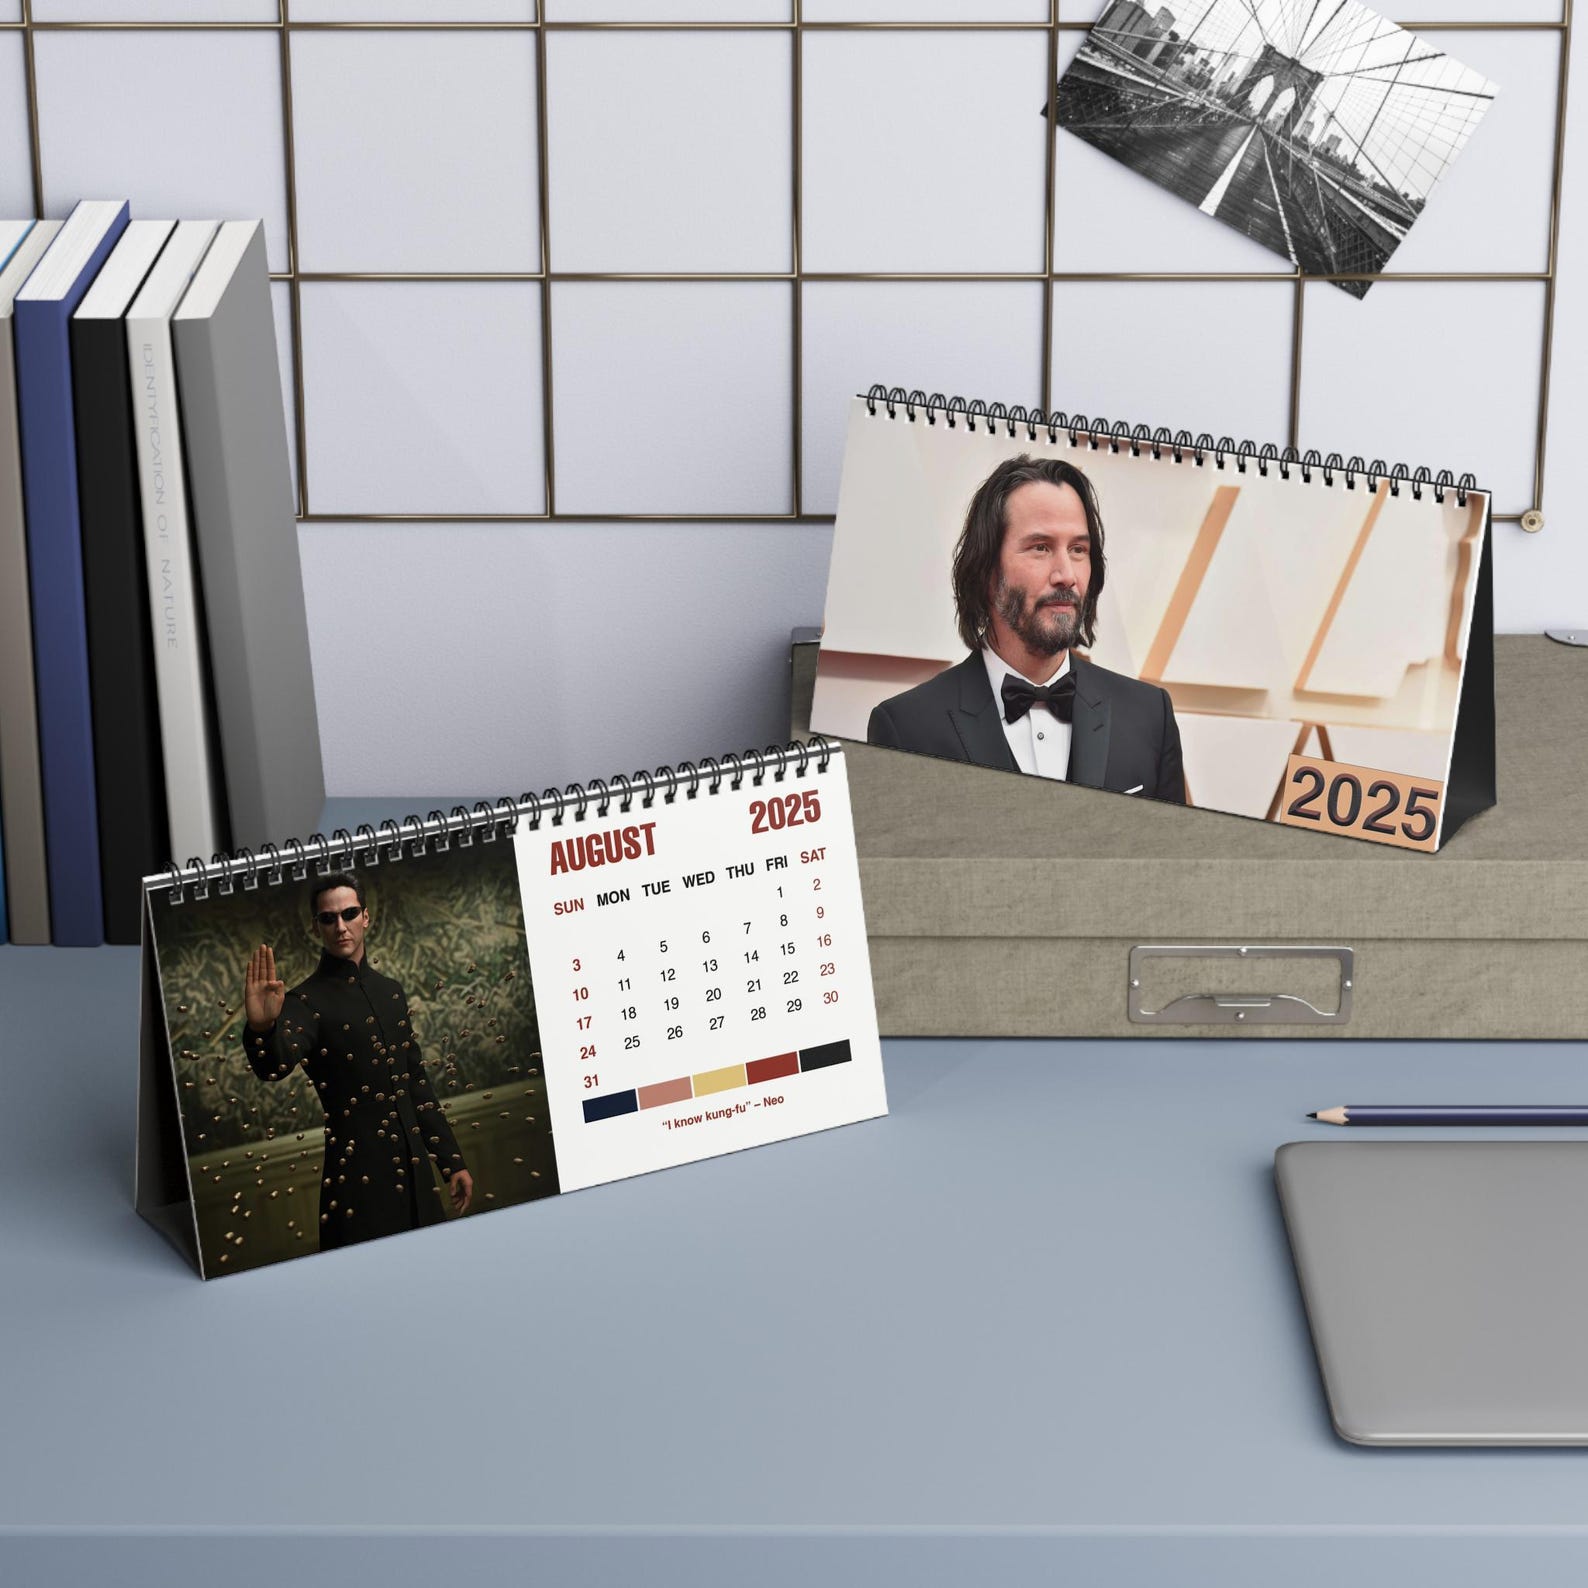 IDENTYFICATION OF NATURE
2025
AUGUST 2025
SUN MON TUE WED THU FRI SAT
1 2
3 4 5 6 7 8 9
10 11 12 13 14 15 16
17 18 19 20 21 22 23
24 25 26 27 28 29 30
31
“I know kung-fu” – Neo